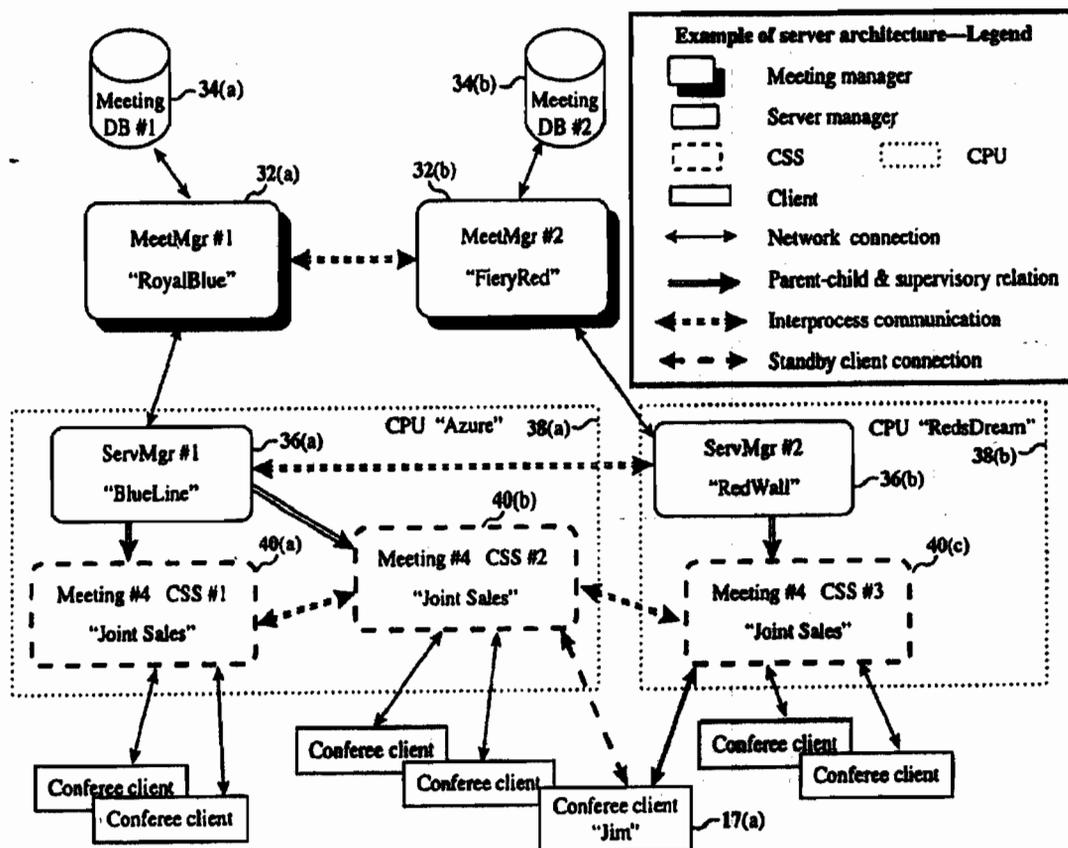 Meeting
DB #1
34(a)
34(b)
Meeting
DB #2
Example of server architecture—Legend
Meeting manager
Server manager
CSS
CPU
Client
Network connection
Parent-child & supervisory relation
Interprocess communication
Standby client connection
32(a)
MeetMgr #1
"RoyalBlue"
32(b)
MeetMgr #2
"FieryRed"
CPU "Azure"
38(a)
ServMgr #1
"BlueLine"
36(a)
CPU "RedsDream"
38(b)
ServMgr #2
"RedWall"
36(b)
40(a)
Meeting #4 CSS #1
"Joint Sales"
40(b)
Meeting #4 CSS #2
"Joint Sales"
40(c)
Meeting #4 CSS #3
"Joint Sales"
Conferee client
Conferee client
Conferee client
Conferee client
Conferee client
"Jim"
17(a)
Conferee client
Conferee client